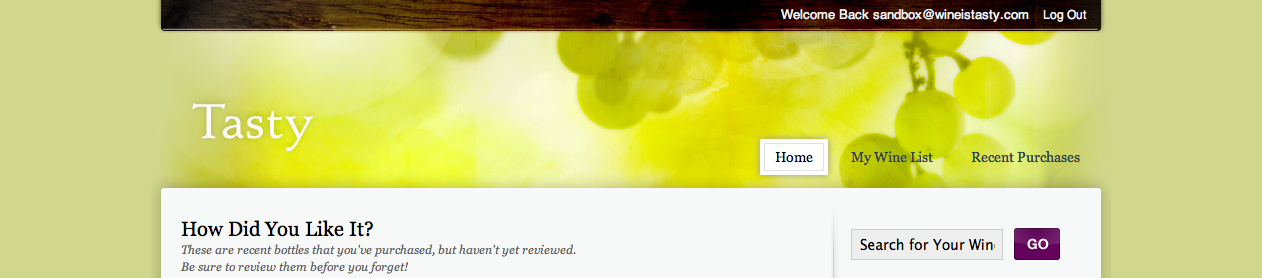 Welcome Back sandbox@wineistasty.com Log Out
Tasty
Home My Wine List Recent Purchases
How Did You Like It?
These are recent bottles that you've purchased, but haven't yet reviewed.
Be sure to review them before you forget!
Search for Your Win GO